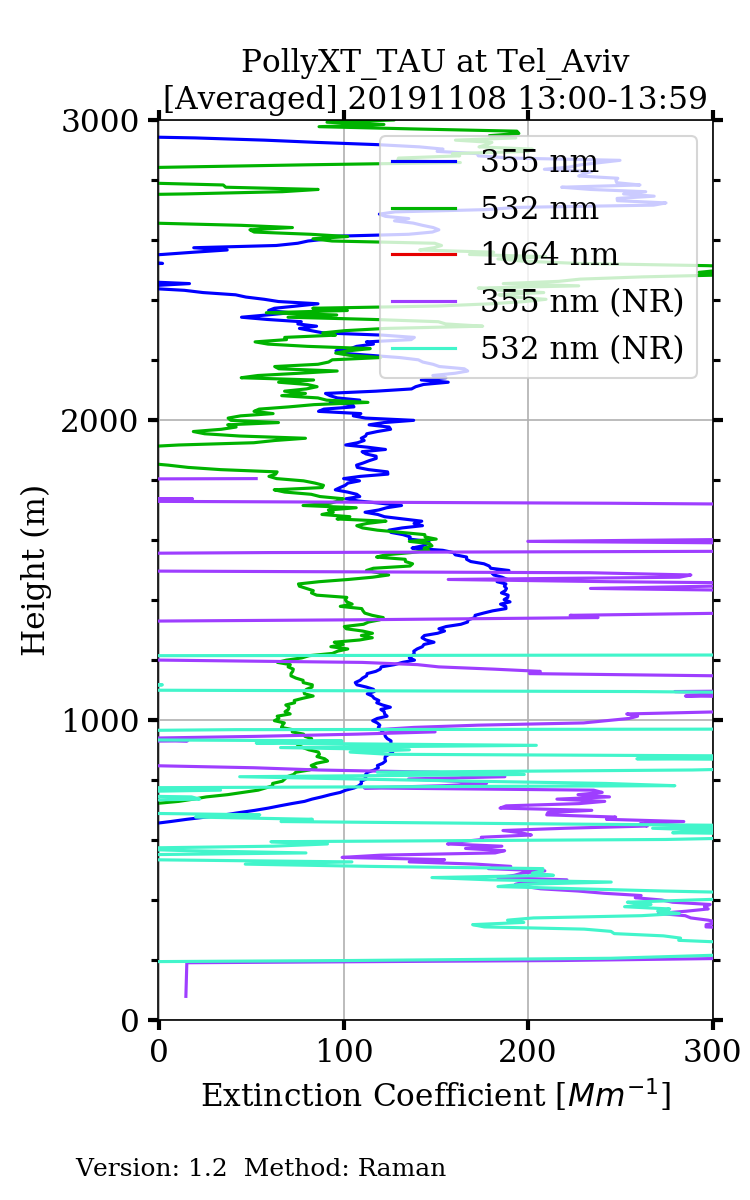 PollyXT_TAU at Tel_Aviv
[Averaged] 20191108 13:00-13:59
3000
2000
1000
0
Height (m)
355 nm
532 nm
1064 nm
355 nm (NR)
532 nm (NR)
0 100 200 300
Extinction Coefficient [Mm⁻¹]
Version: 1.2 Method: Raman